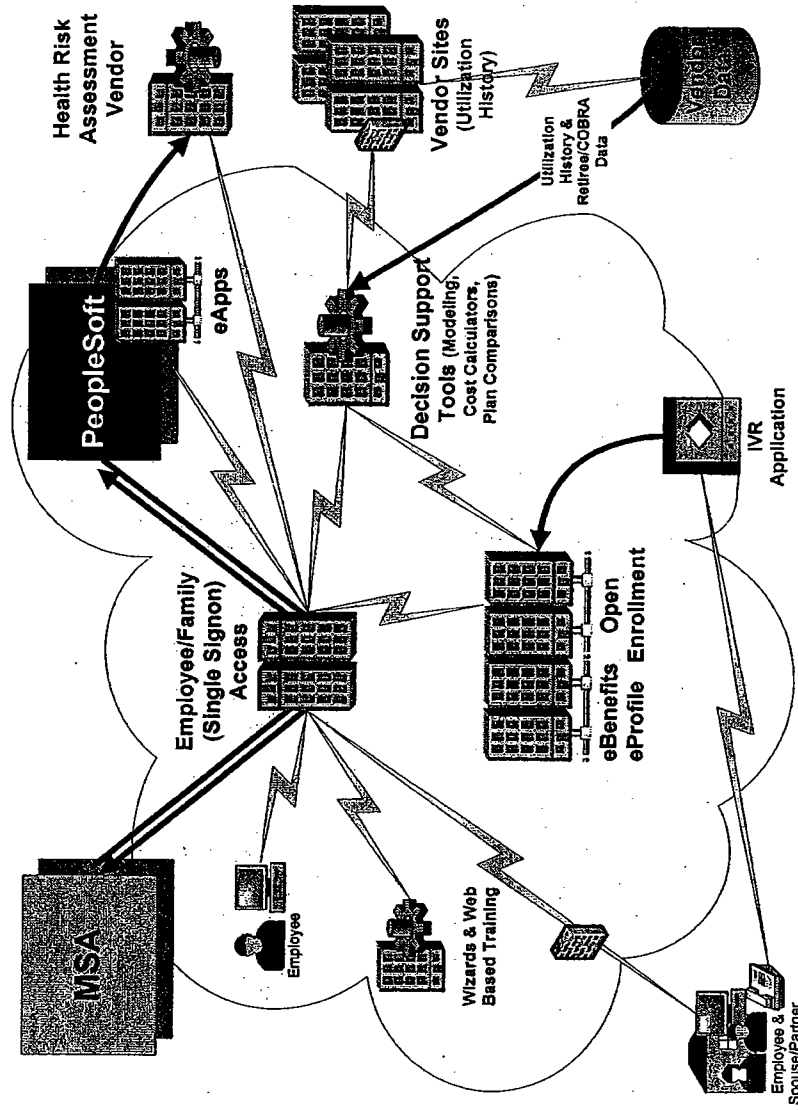 MSA
PeopleSoft
eApps
Health Risk
Assessment
Vendor
Employee/Family
(Single Signon)
Access
Employee
Wizards & Web
Based Training
Decision Support
Tools (Modeling,
Cost Calculators,
Plan Comparisons)
Vendor Sites
(Utilization
History)
Utilization
History &
Retiree/COBRA
Data
Vendor
Data
eBenefits Open
eProfile Enrollment
IVR
Application
Employee &
Spouse/Partner